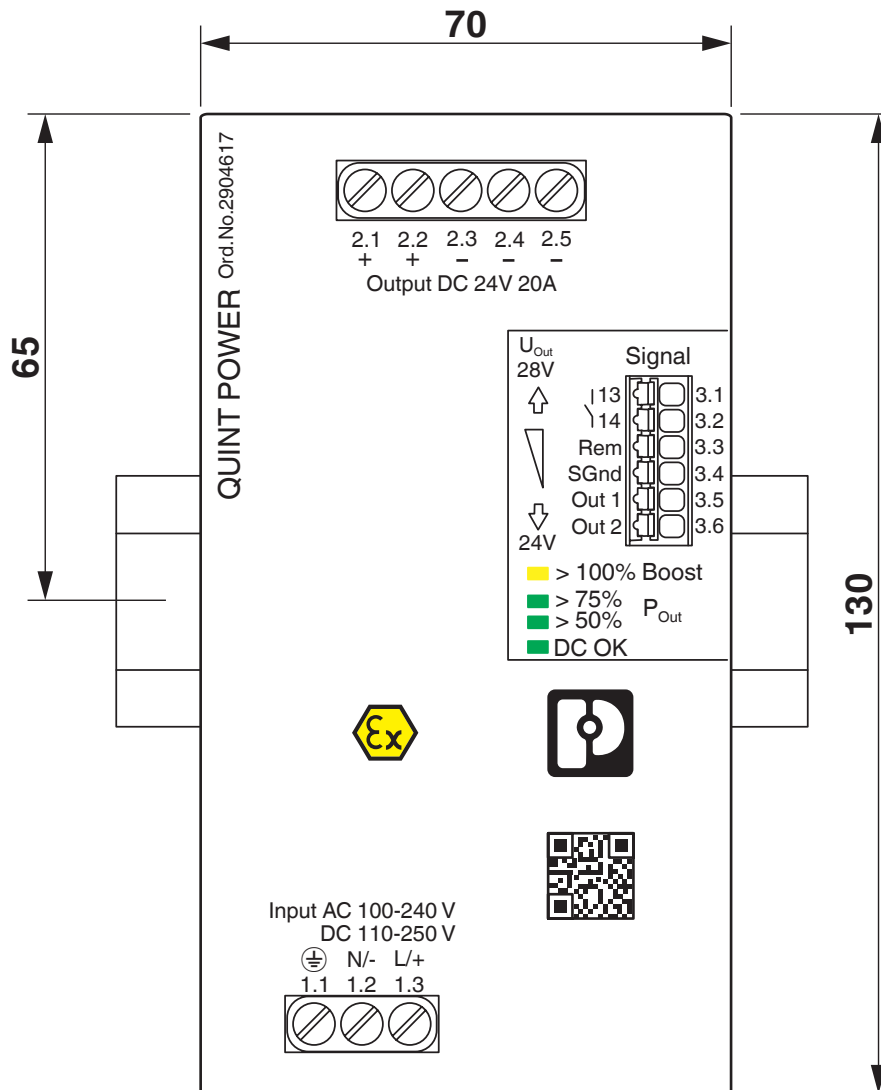 70
65
130
QUINT POWER Ord.No.2904617
2.1 2.2 2.3 2.4 2.5
+ + – – –
Output DC 24V 20A
UOut
28V
24V
Signal
13 3.1
14 3.2
Rem 3.3
SGnd 3.4
Out 1 3.5
Out 2 3.6
> 100% Boost
> 75%
> 50%
POut
DC OK
Ex
Input AC 100-240 V
DC 110-250 V
N/- L/+
1.1 1.2 1.3